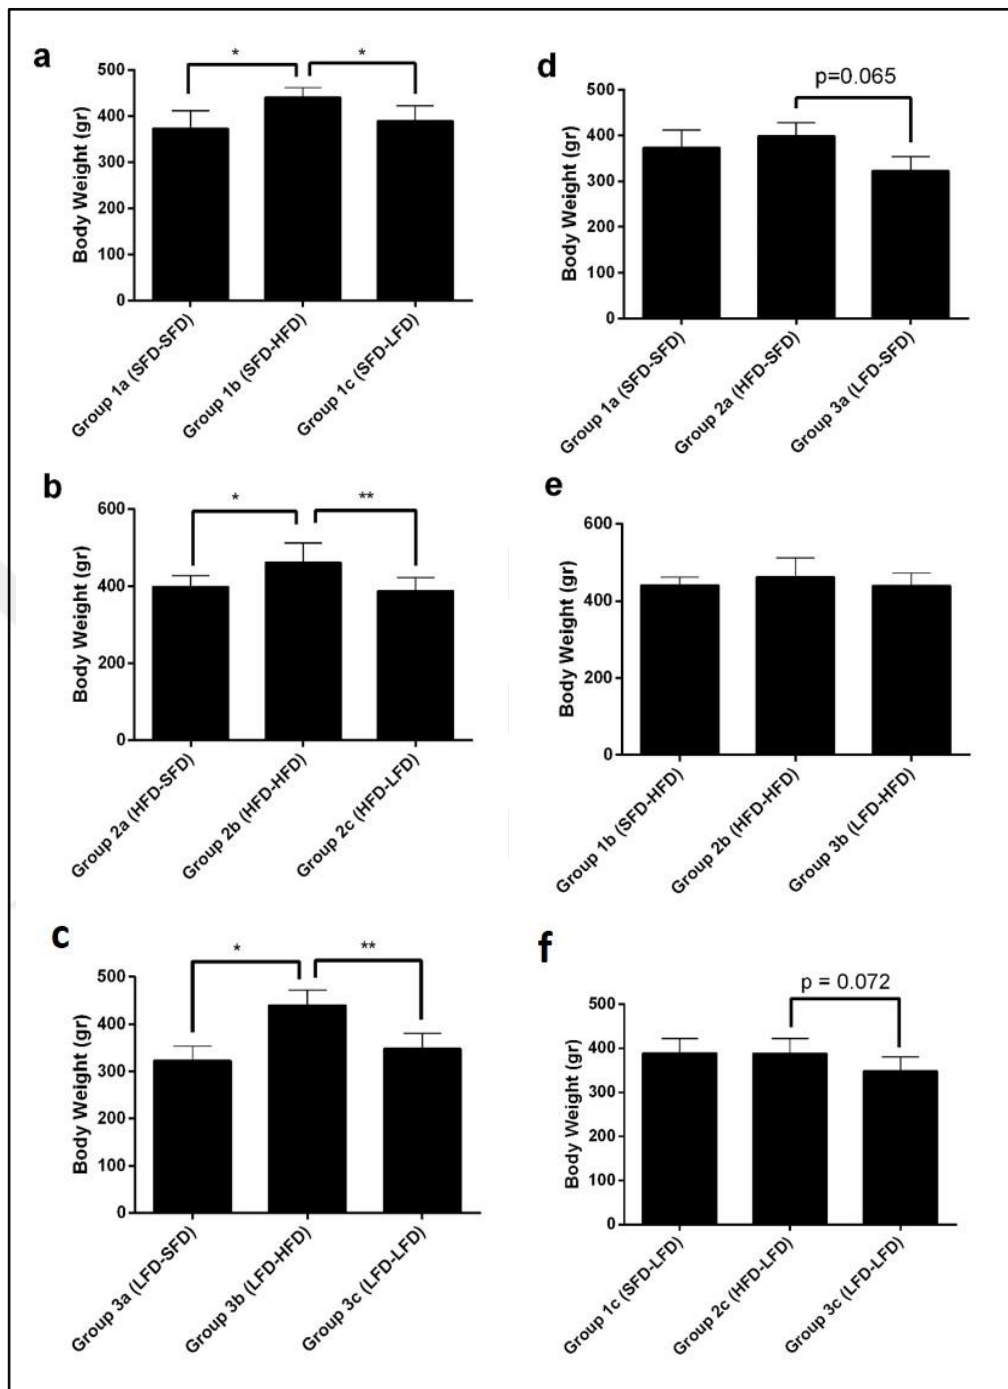 a
*
*
Body Weight (gr)
500
400
300
200
100
0
Group 1a (SFD-SFD)
Group 1b (SFD-HFD)
Group 1c (SFD-LFD)
d
p=0.065
Body Weight (gr)
500
400
300
200
100
0
Group 1a (SFD-SFD)
Group 2a (HFD-SFD)
Group 3a (LFD-SFD)
b
*
**
Body Weight (gr)
600
400
200
0
Group 2a (HFD-SFD)
Group 2b (HFD-HFD)
Group 2c (HFD-LFD)
e
Body Weight (gr)
600
400
200
0
Group 1b (SFD-HFD)
Group 2b (HFD-HFD)
Group 3b (LFD-HFD)
c
*
**
Body Weight (gr)
500
400
300
200
100
0
Group 3a (LFD-SFD)
Group 3b (LFD-HFD)
Group 3c (LFD-LFD)
f
p = 0.072
Body Weight (gr)
500
400
300
200
100
0
Group 1c (SFD-LFD)
Group 2c (HFD-LFD)
Group 3c (LFD-LFD)